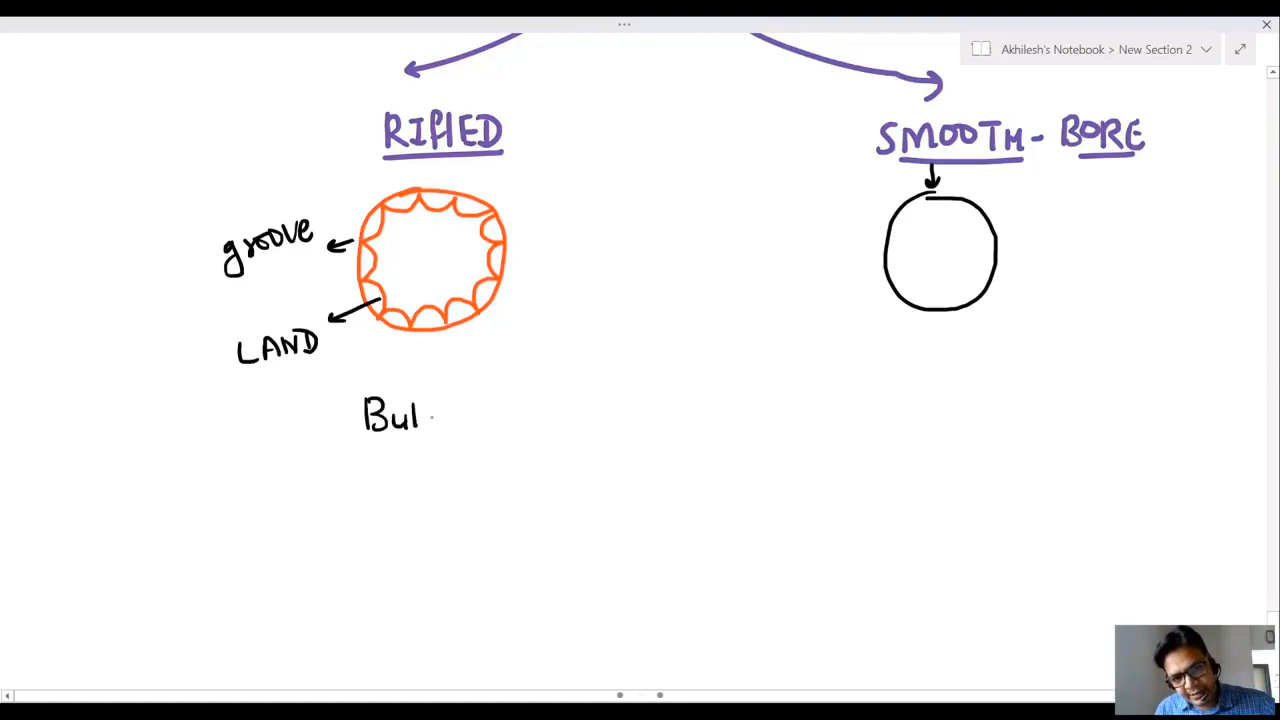 Akhilesh's Notebook > New Section 2
RIFlED
SMOOTH-BORE
groove
LAND
Bul